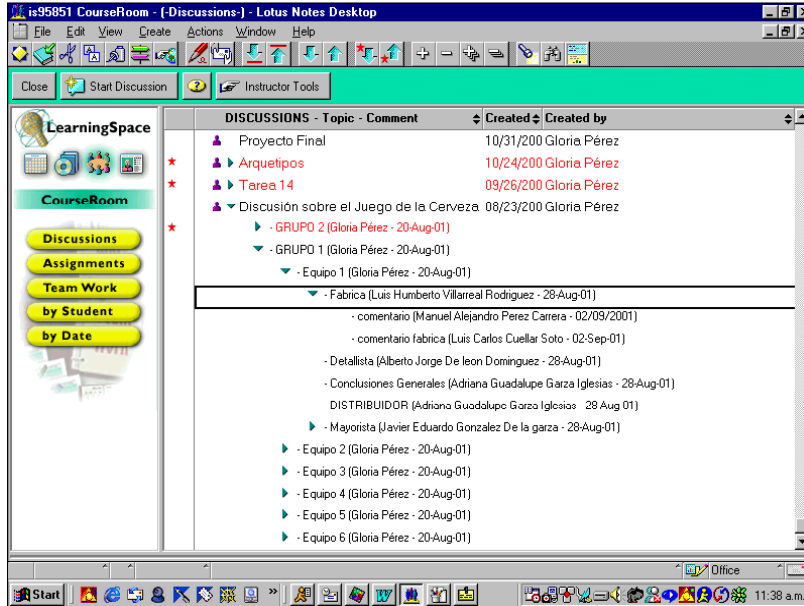 is95851 CourseRoom - (-Discussions-) - Lotus Notes Desktop
File Edit View Create Actions Window Help
Close Start Discussion ? Instructor Tools
LearningSpace
CourseRoom
Discussions
Assignments
Team Work
by Student
by Date
DISCUSSIONS - Topic - Comment Created Created by
Proyecto Final 10/31/200 Gloria Pérez
Arquetipos 10/24/200 Gloria Pérez
Tarea 14 09/26/200 Gloria Pérez
Discusión sobre el Juego de la Cerveza 08/23/200 Gloria Pérez
- GRUPO 2 (Gloria Pérez - 20-Aug-01)
- GRUPO 1 (Gloria Pérez - 20-Aug-01)
- Equipo 1 (Gloria Pérez - 20-Aug-01)
- Fabrica (Luis Humberto Villarreal Rodriguez - 28-Aug-01)
- comentario (Manuel Alejandro Perez Carrera - 02/09/2001)
- comentario fabrica (Luis Carlos Cuellar Soto - 02-Sep-01)
- Detallista (Alberto Jorge De leon Dominguez - 28-Aug-01)
- Conclusiones Generales (Adriana Guadalupe Garza Iglesias - 28-Aug-01)
DISTRIBUIDOR (Adriana Guadalupe Garza Iglesias 28 Aug 01)
- Mayorista (Javier Eduardo Gonzalez De la garza - 28-Aug-01)
- Equipo 2 (Gloria Pérez - 20-Aug-01)
- Equipo 3 (Gloria Pérez - 20-Aug-01)
- Equipo 4 (Gloria Pérez - 20-Aug-01)
- Equipo 5 (Gloria Pérez - 20-Aug-01)
- Equipo 6 (Gloria Pérez - 20-Aug-01)
Office
Start » 11:38 a.m.